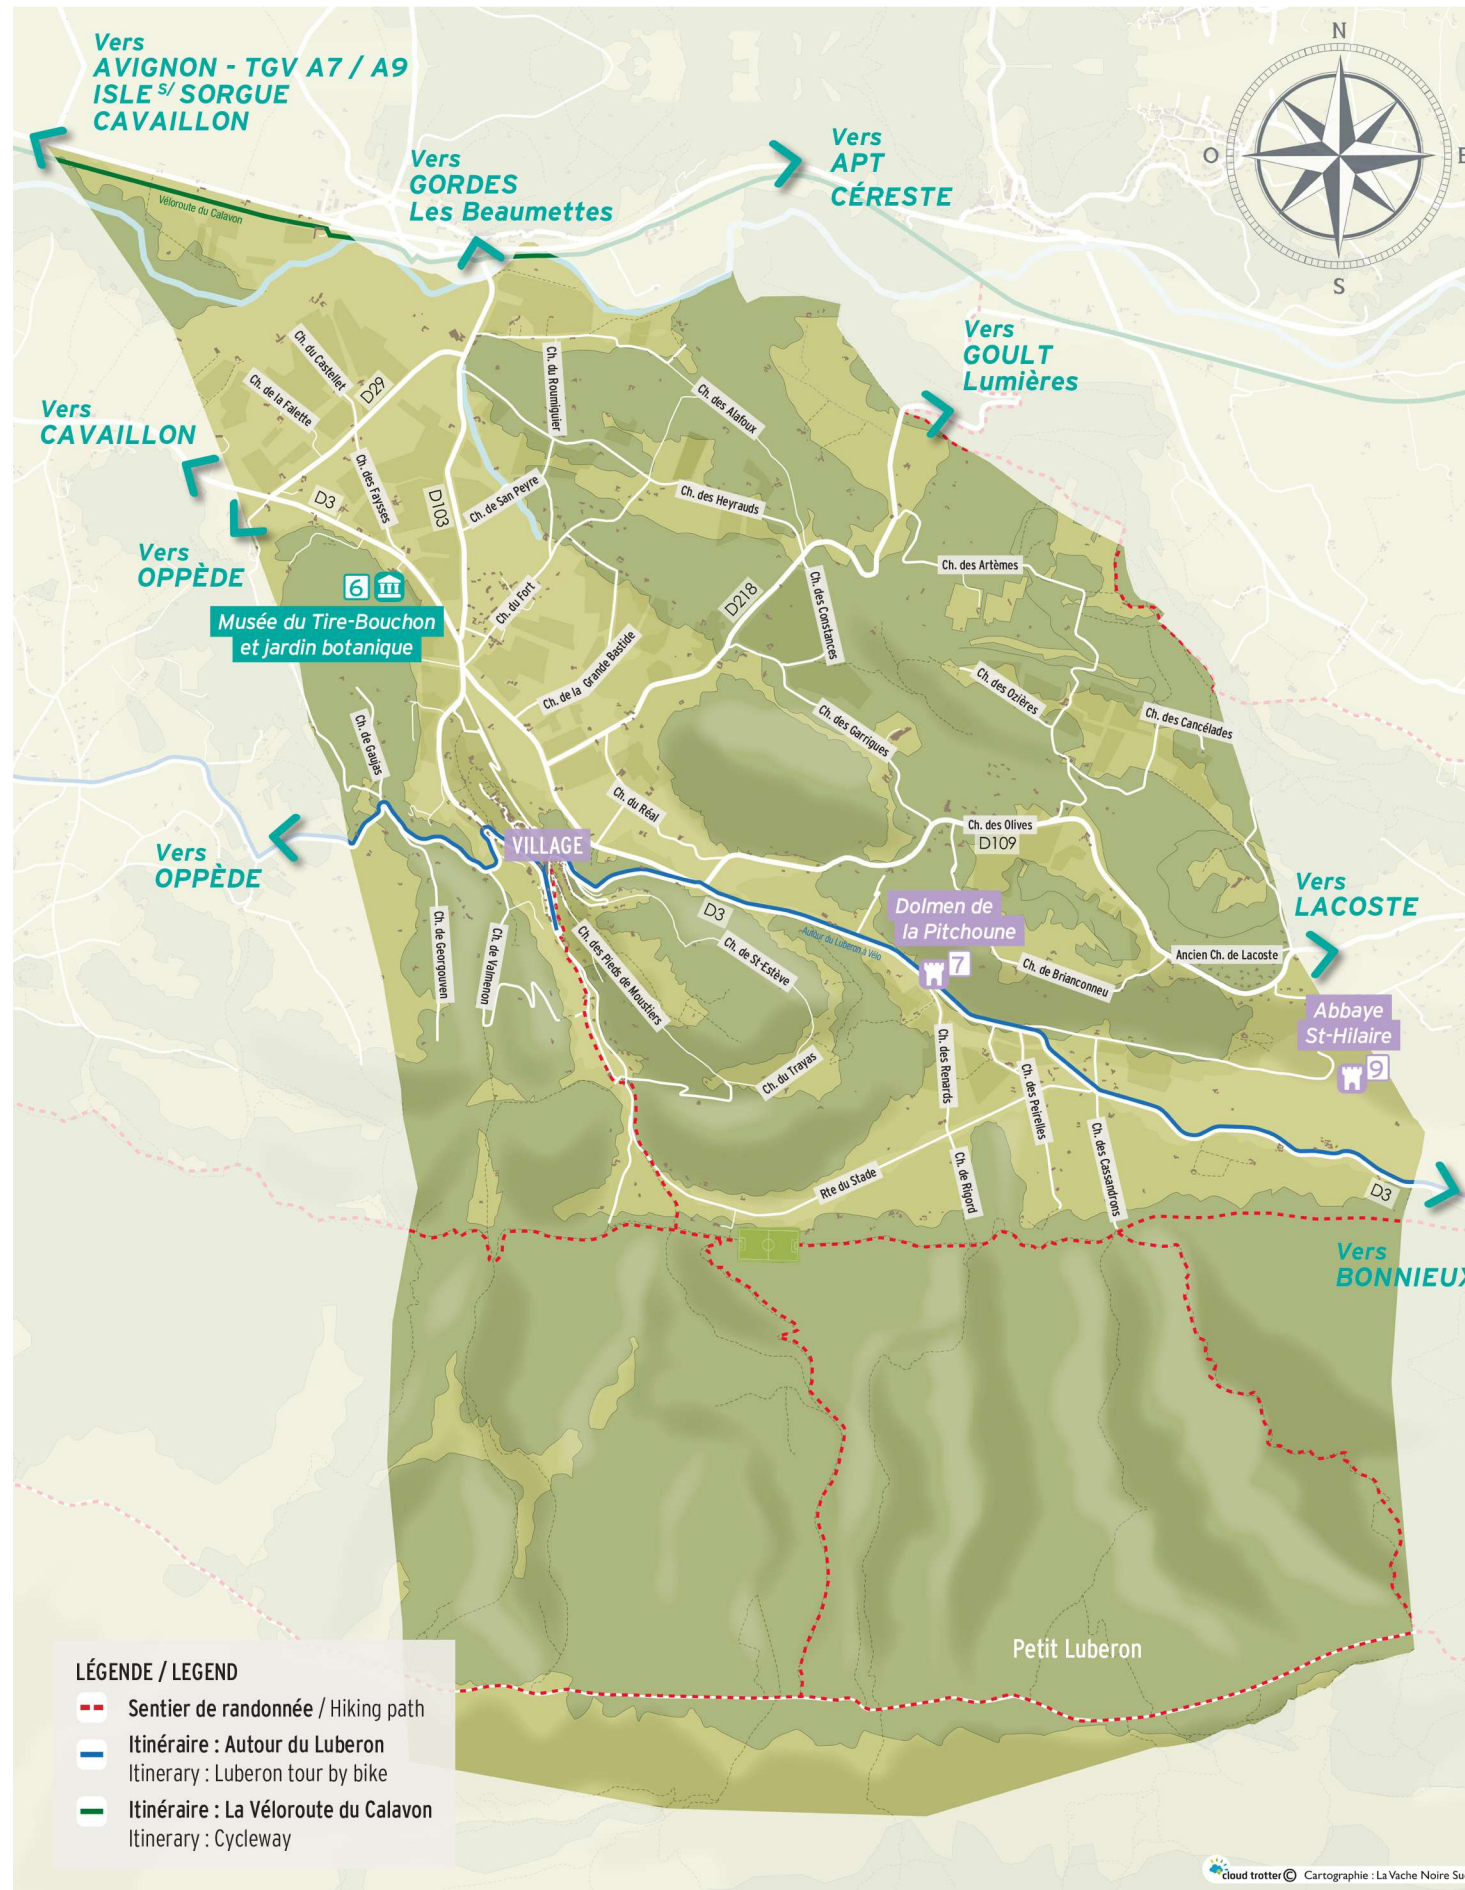 Vers
AVIGNON - TGV A7 / A9
ISLE s/ SORGUE
CAVAILLON
Vers
GORDES
Les Beaumettes
Vers
APT
CÉRESTE
N
O
E
S
Véloroute du Calavon
Vers
GOULT
Lumières
Vers
CAVAILLON
Ch. du Castellet
Ch. de la Falette
D29
Ch. du Roumiguier
Ch. des Alafoux
Ch. des Faysses
D3
D103
Ch. de San Peyre
Ch. des Heyrauds
Vers
OPPÈDE
6
Musée du Tire-Bouchon
et jardin botanique
Ch. du Fort
D218
Ch. des Constances
Ch. des Artèmes
Ch. de la Grande Bastide
Ch. des Ozières
Ch. des Cancélades
Ch. de Gaujas
Ch. des Garrigues
Ch. du Réal
Ch. des Olives
D109
VILLAGE
Vers
OPPÈDE
Vers
LACOSTE
D3
Dolmen de
la Pitchoune
7
Autour du Luberon à Vélo
Ch. de Georgouven
Ch. de Valmenon
Ch. des Pieds de Moustiers
Ch. de St-Estève
Ch. de Brianconneu
Ancien Ch. de Lacoste
Abbaye
St-Hilaire
9
Ch. du Trayas
Ch. des Renards
Ch. des Peirelles
Ch. des Cassandrons
Rte du Stade
Ch. de Rigord
D3
Vers
BONNIEUX
Petit Luberon
LÉGENDE / LEGEND
Sentier de randonnée / Hiking path
Itinéraire : Autour du Luberon
Itinerary : Luberon tour by bike
Itinéraire : La Véloroute du Calavon
Itinerary : Cycleway
cloud trotter © Cartographie : La Vache Noire Su